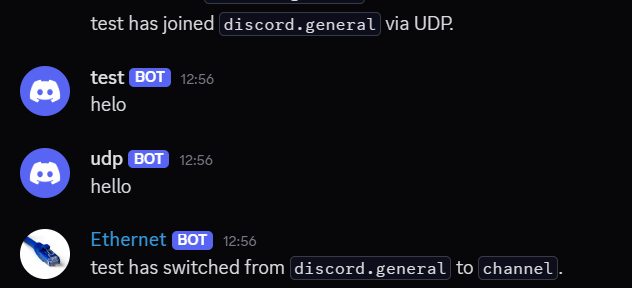 test has joined discord.general via UDP.
test BOT 12:56
helo
udp BOT 12:56
hello
Ethernet BOT 12:56
test has switched from discord.general to channel.